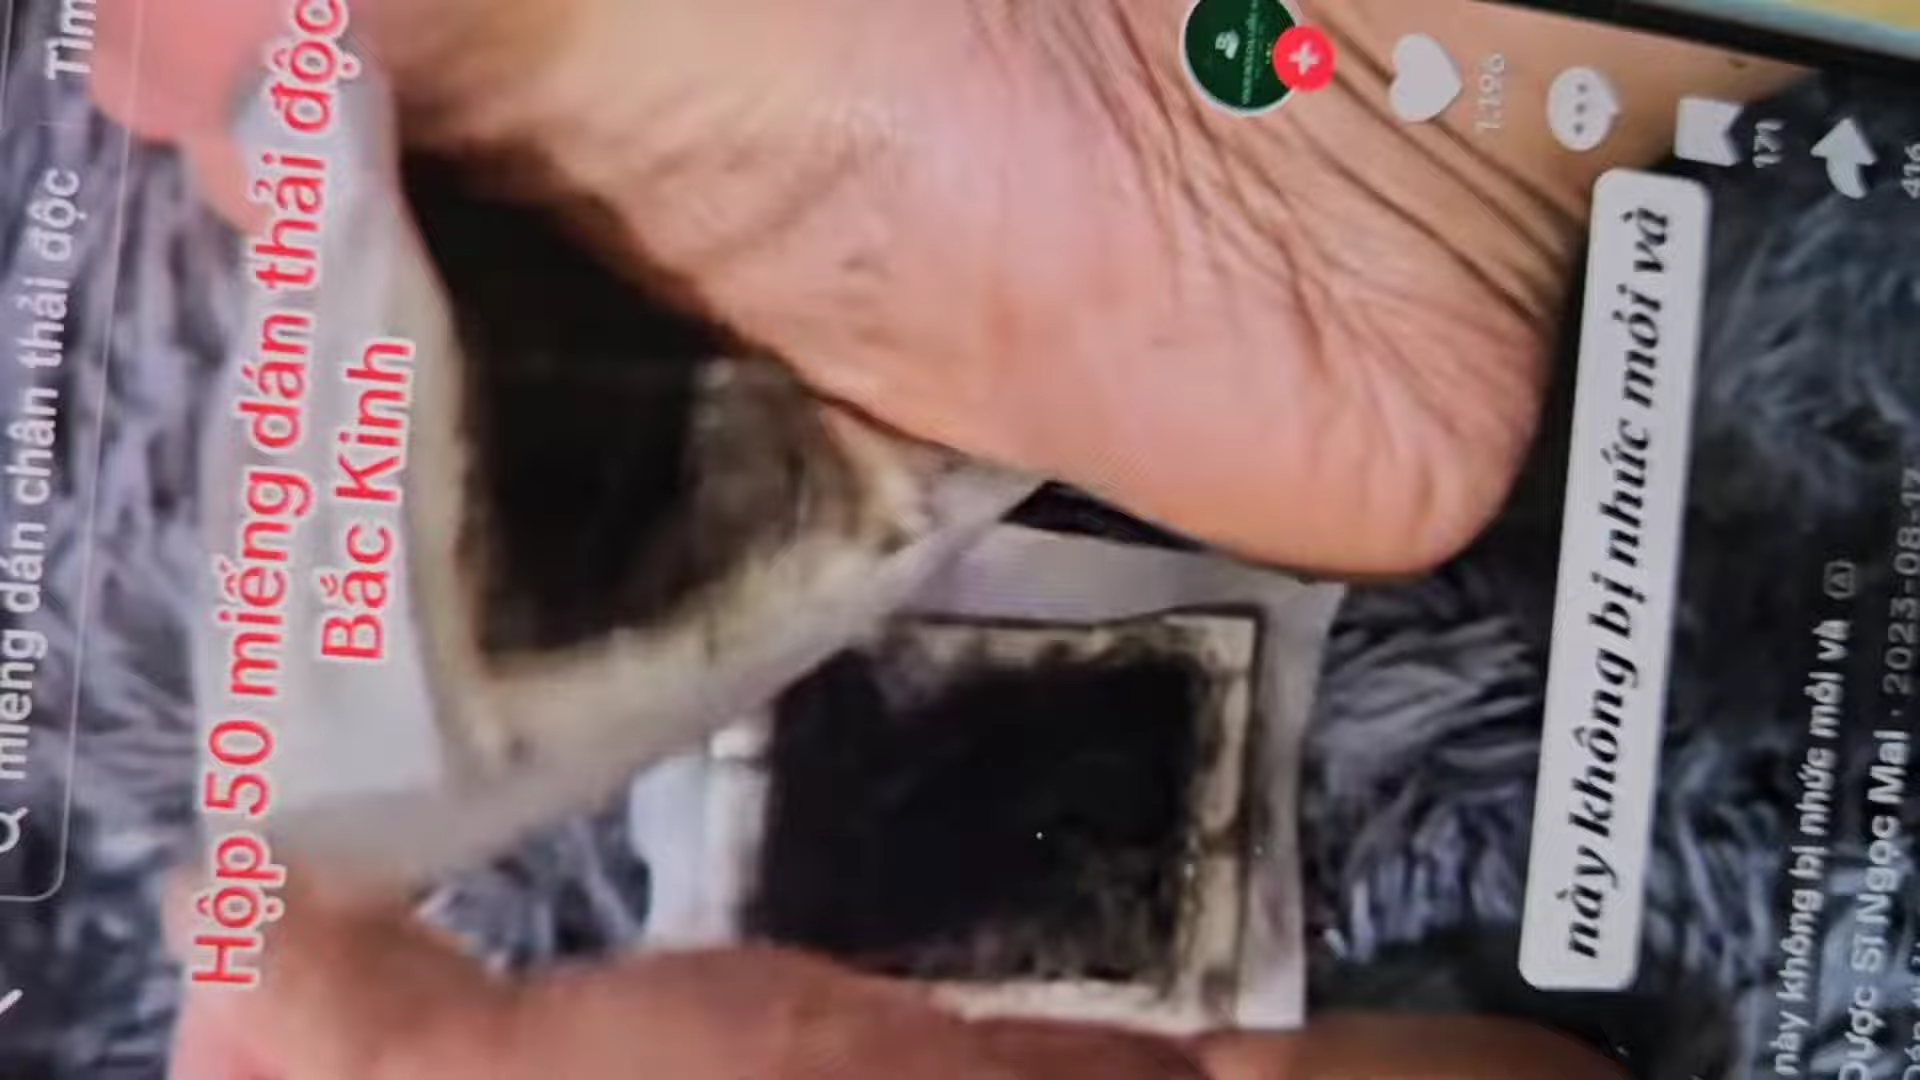 miếng dán chân thải độc
Tìm
Hộp 50 miếng dán thải độc
Bắc Kinh
1.196
171
416
này không bị nhức mỏi và
này không bị nhức mỏi và
Dược Sĩ Ngọc Mai · 2023-08-17